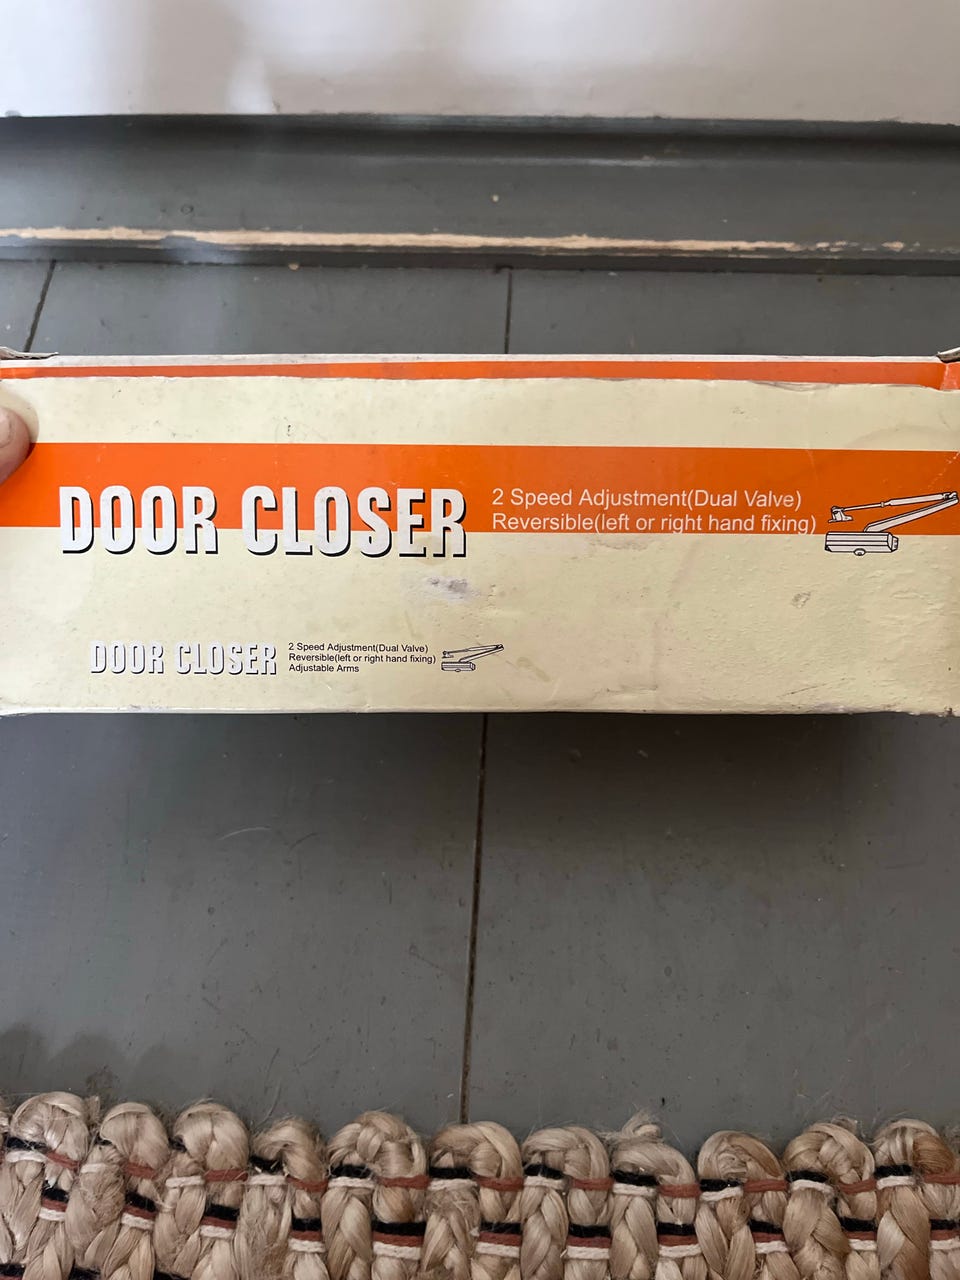 DOOR CLOSER
2 Speed Adjustment(Dual Valve)
Reversible(left or right hand fixing)
DOOR CLOSER
2 Speed Adjustment(Dual Valve)
Reversible(left or right hand fixing)
Adjustable Arms